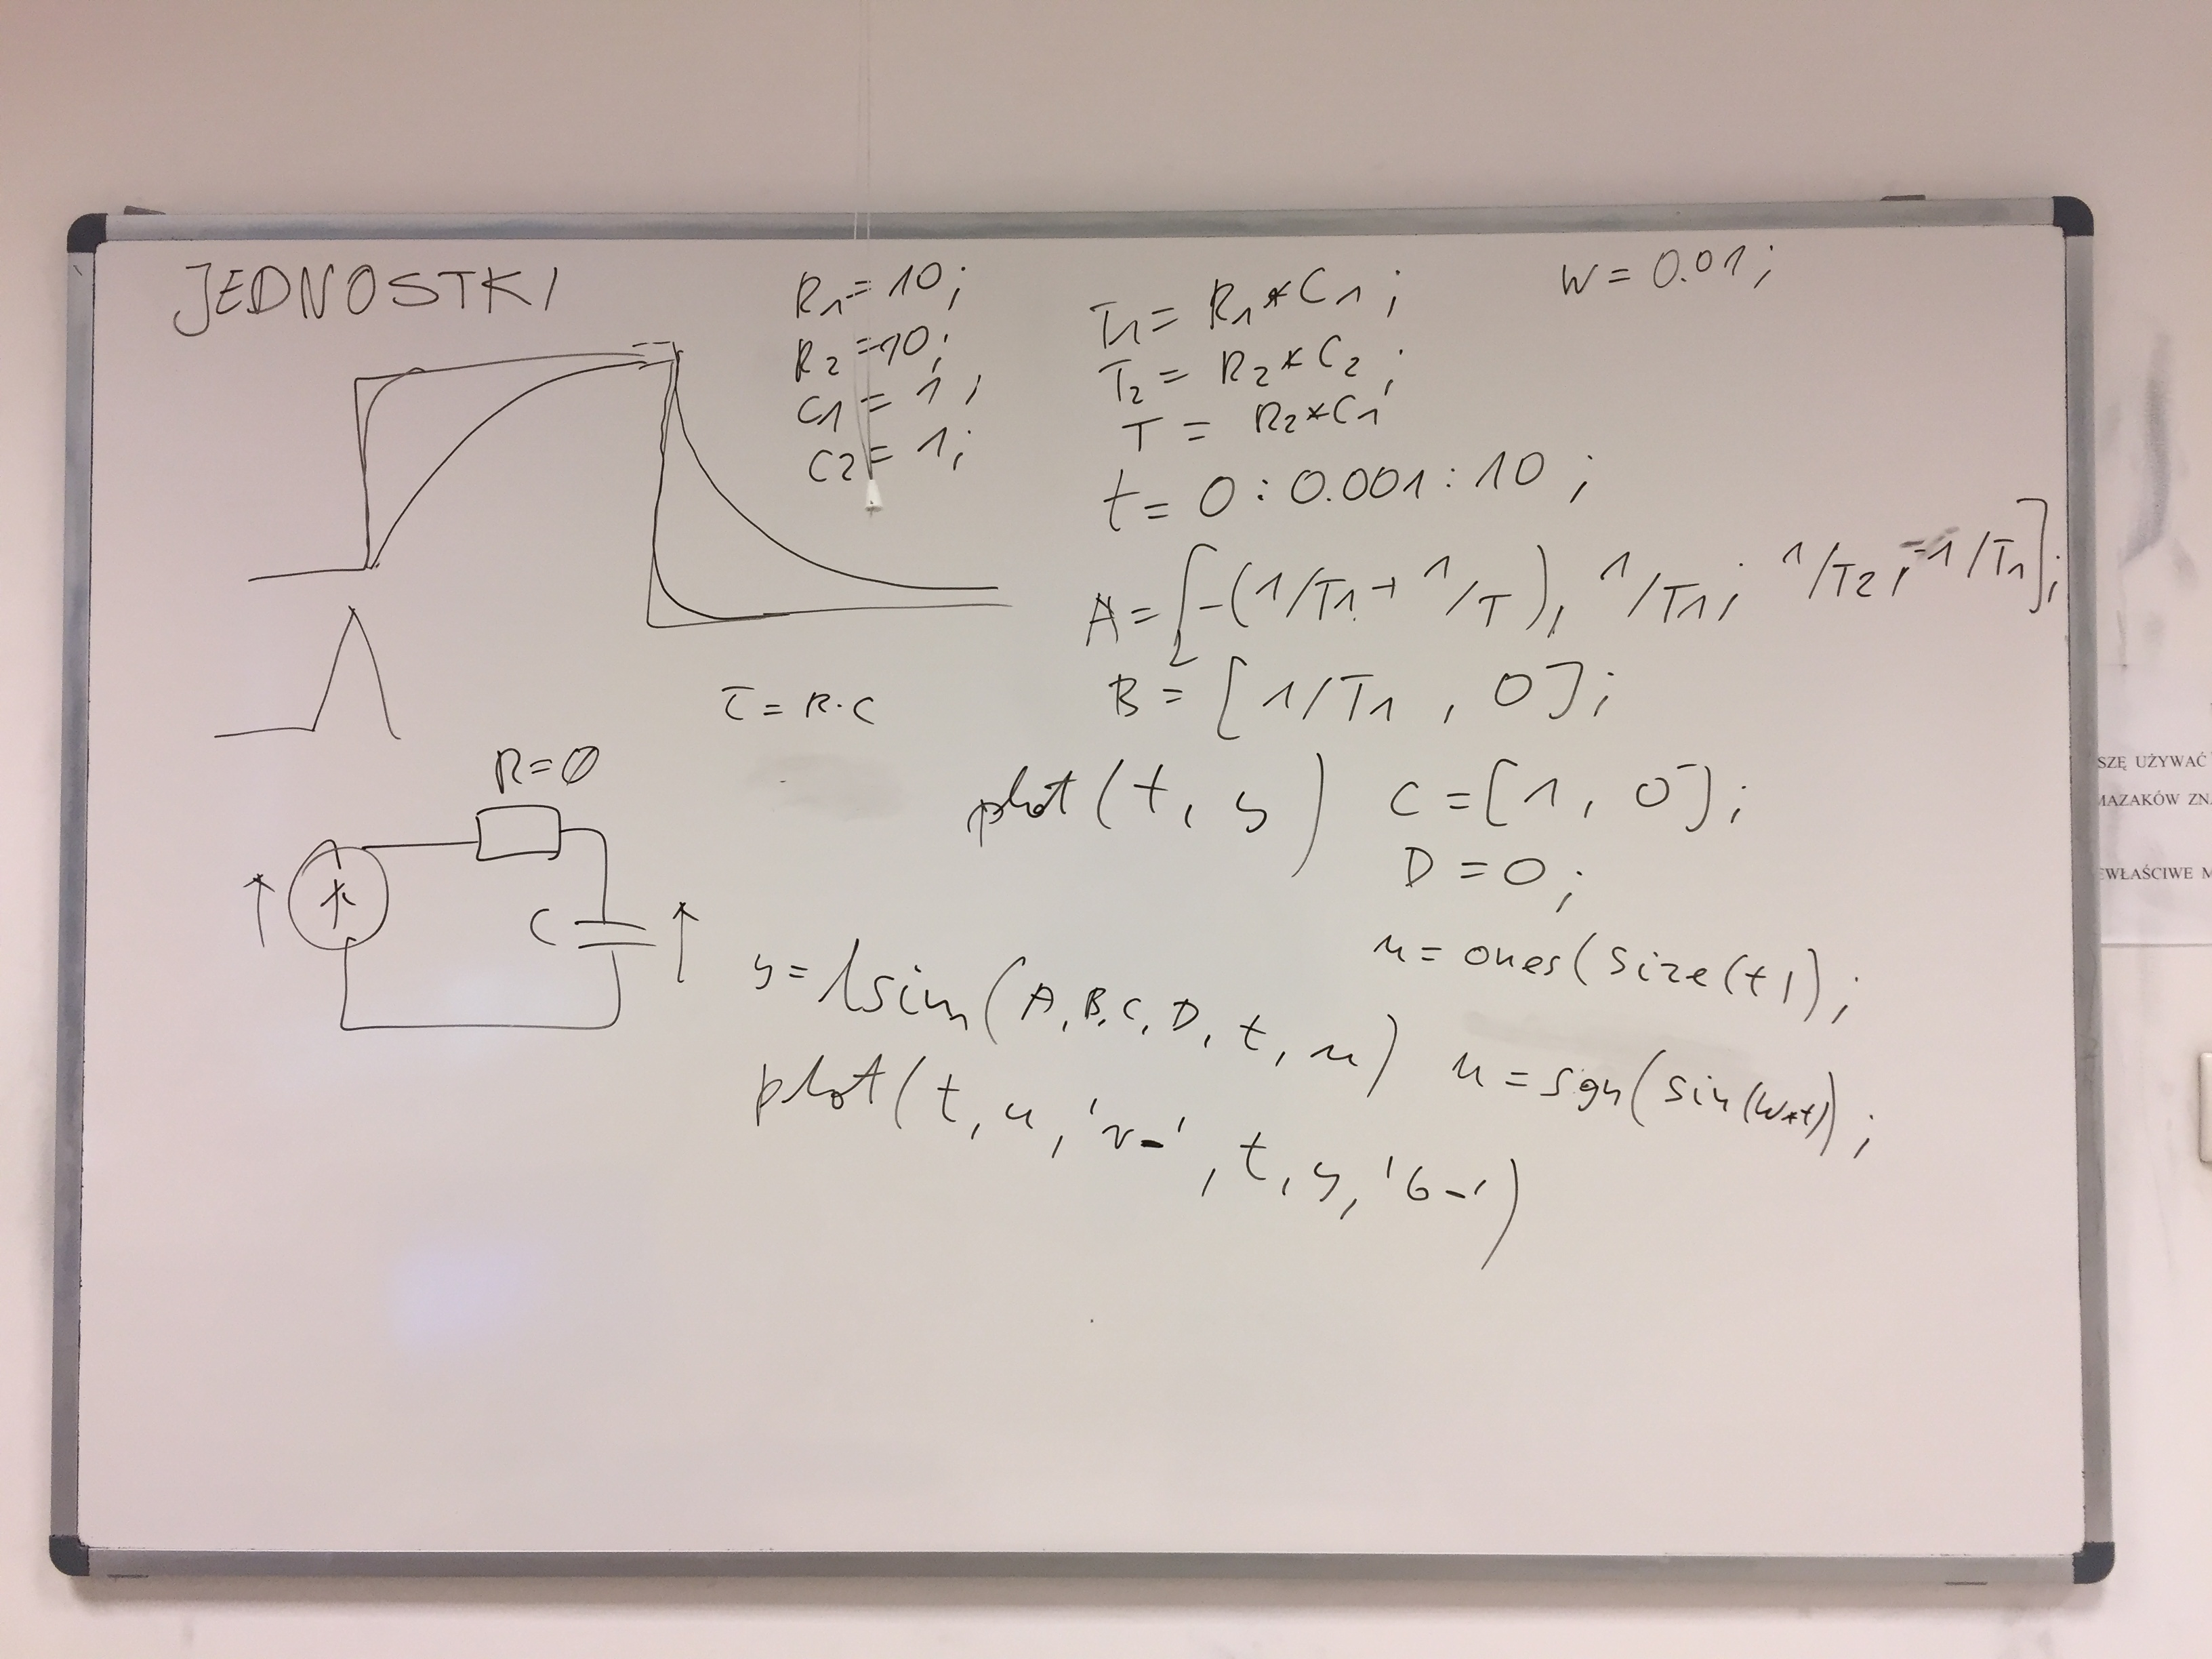 JEDNOSTKI
R1 = 10;
R2 = 10;
C1 = 1;
C2 = 1;
T1 = R1*C1;
T2 = R2*C2;
T = R2*C1
W = 0.01;
t = 0:0.001:10;
A = [-(1/T1+1/T), 1/T1; 1/T2, -1/T1];
B = [1/T1, 0];
τ = R·C
R=0
C
plot(t, y) C = [1, 0];
D = 0;
u = ones(size(t));
y = lsim(A, B, C, D, t, u)
u = sgn(sin(w*t));
plot(t, u, 'r-', t, y, 'b-')
SZĘ UŻYWAĆ
MAZAKÓW ZN
EWŁAŚCIWE M